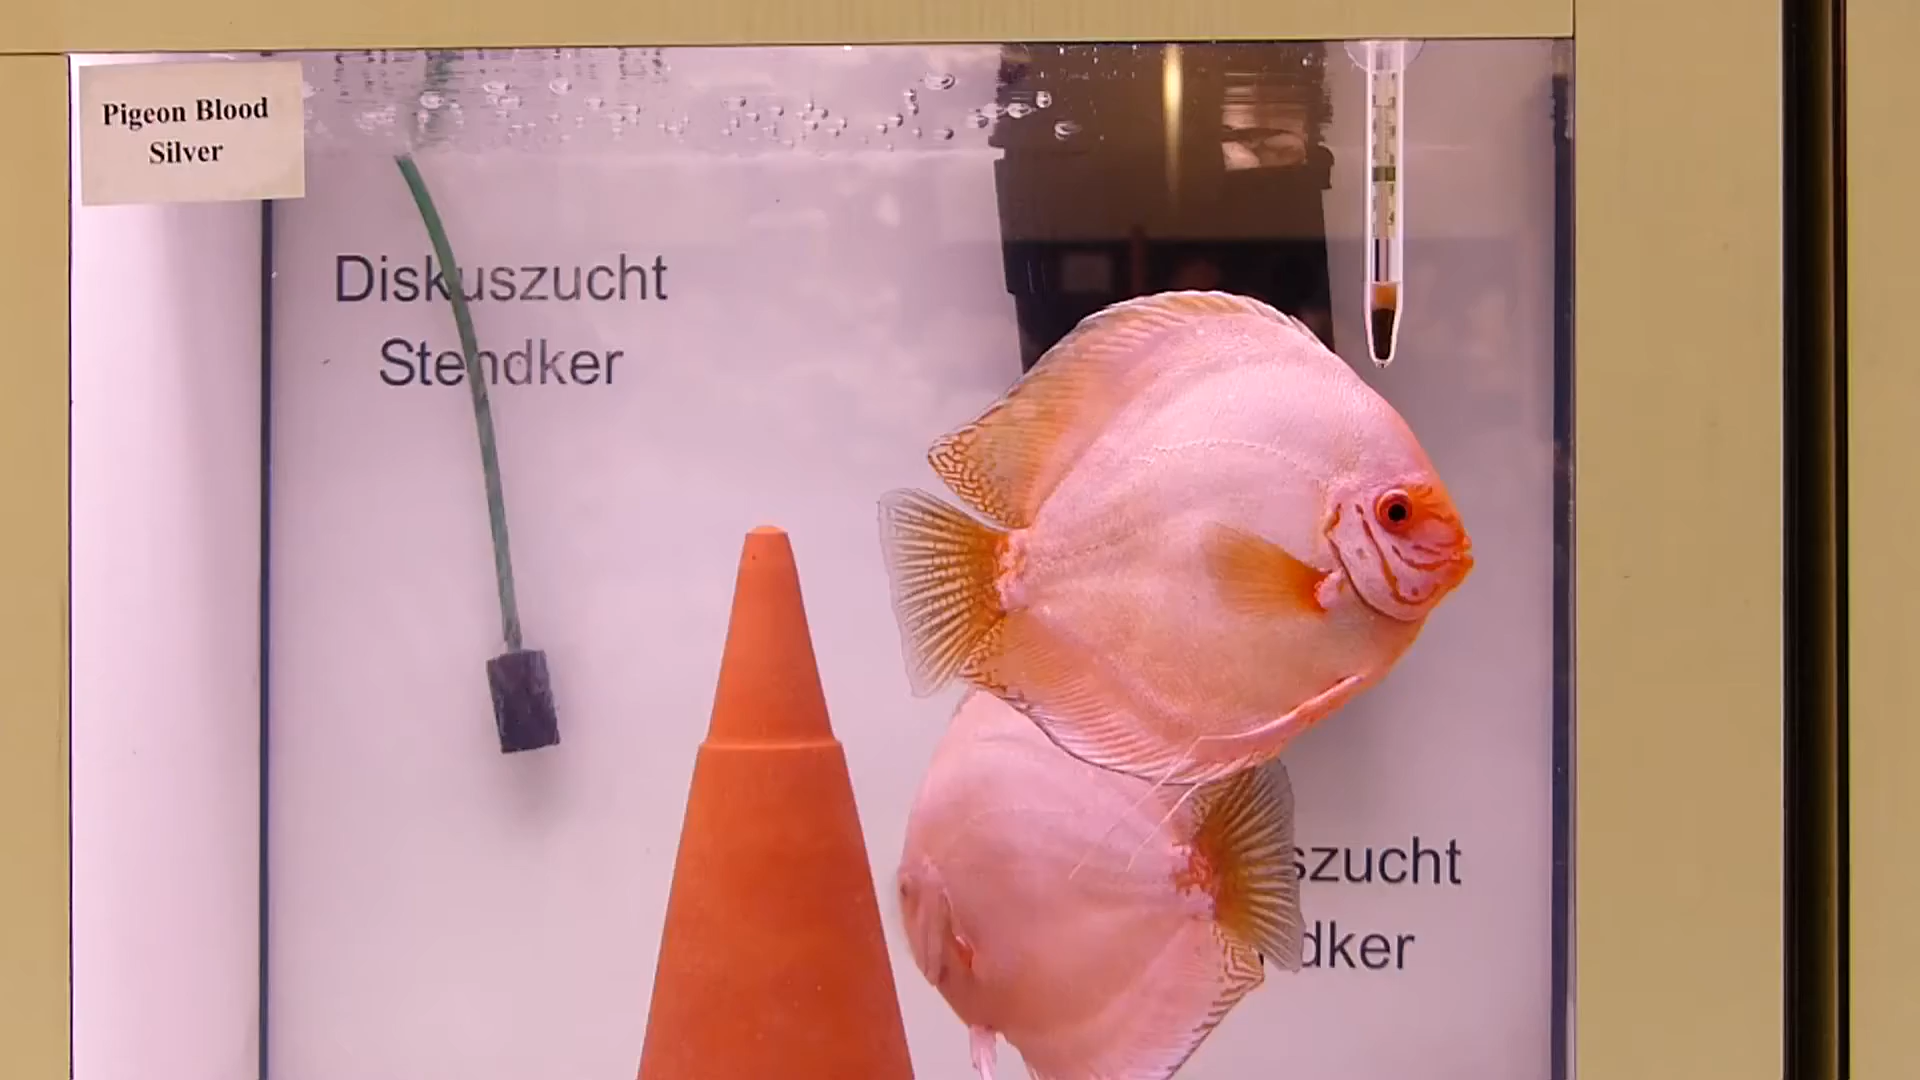 Pigeon Blood
Silver
Diskuszucht
Stendker
szucht
dker